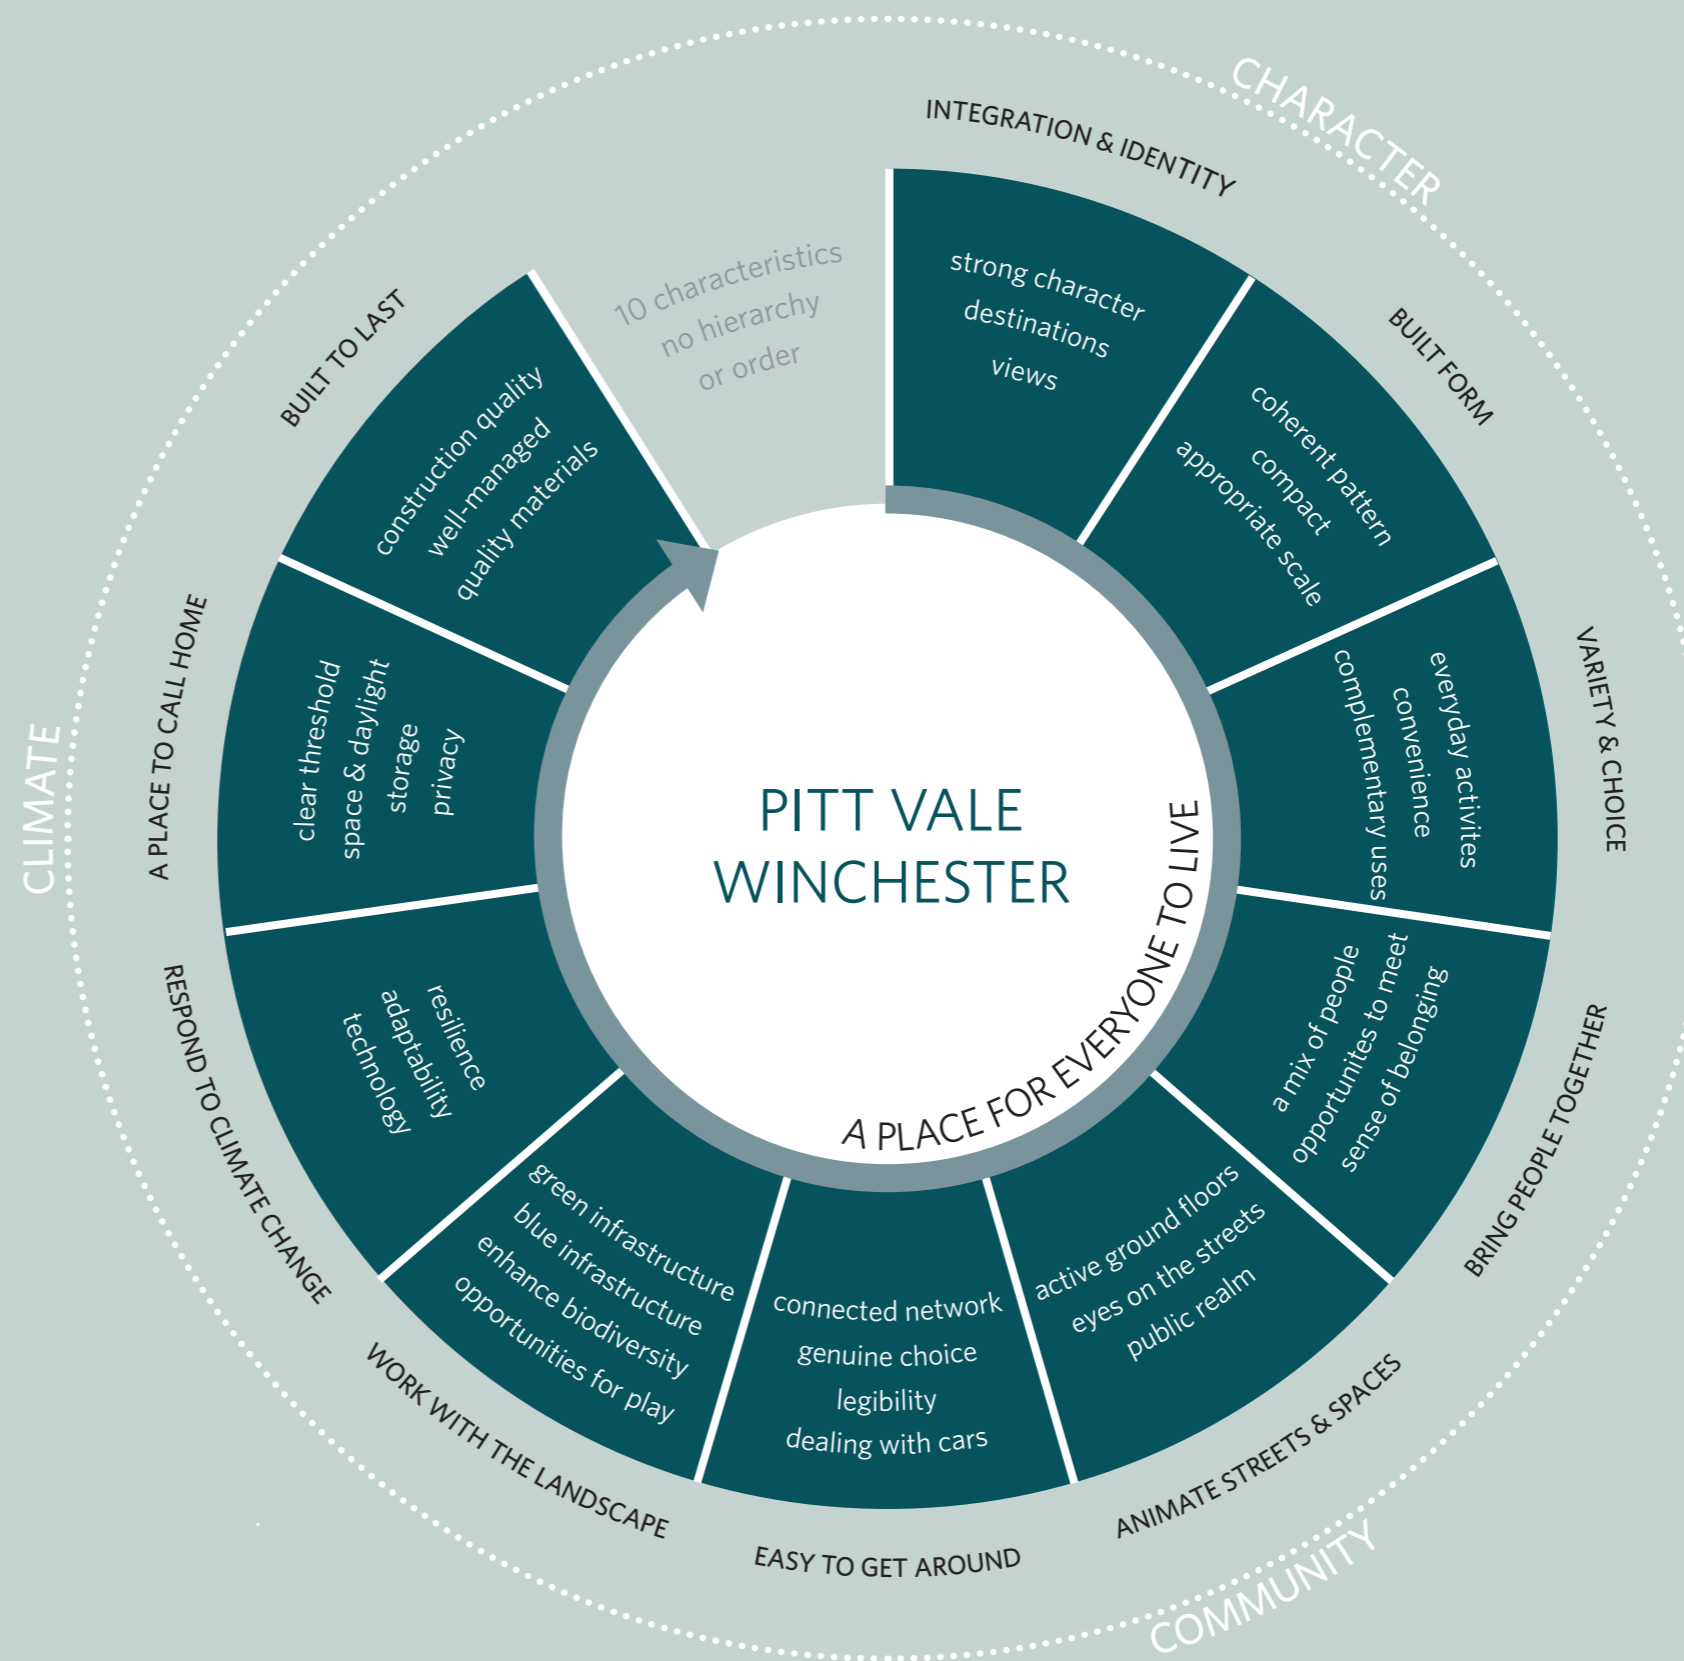 PITT VALE
WINCHESTER
A PLACE FOR EVERYONE TO LIVE
10 characteristics
no hierarchy
or order
CHARACTER
INTEGRATION & IDENTITY
strong character
destinations
views
BUILT FORM
coherent pattern
compact
appropriate scale
VARIETY & CHOICE
everyday activites
convenience
complementary uses
BRING PEOPLE TOGETHER
a mix of people
opportunites to meet
sense of belonging
COMMUNITY
ANIMATE STREETS & SPACES
active ground floors
eyes on the streets
public realm
EASY TO GET AROUND
connected network
genuine choice
legibility
dealing with cars
WORK WITH THE LANDSCAPE
green infrastructure
blue infrastructure
enhance biodiversity
opportunities for play
RESPOND TO CLIMATE CHANGE
resilience
adaptability
technology
CLIMATE
A PLACE TO CALL HOME
clear threshold
space & daylight
storage
privacy
BUILT TO LAST
construction quality
well-managed
quality materials